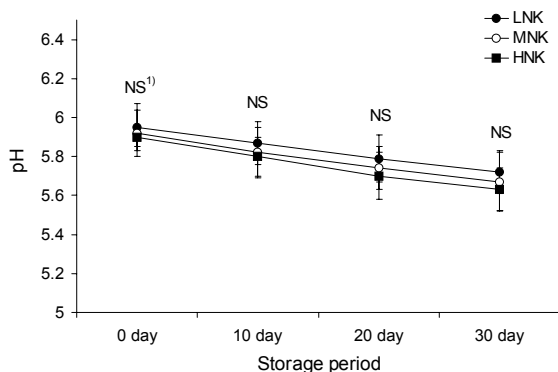 LNK
MNK
HNK
6.4
6.2
6
5.8
5.6
5.4
5.2
5
pH
NS1)
NS
NS
NS
0 day
10 day
20 day
30 day
Storage period